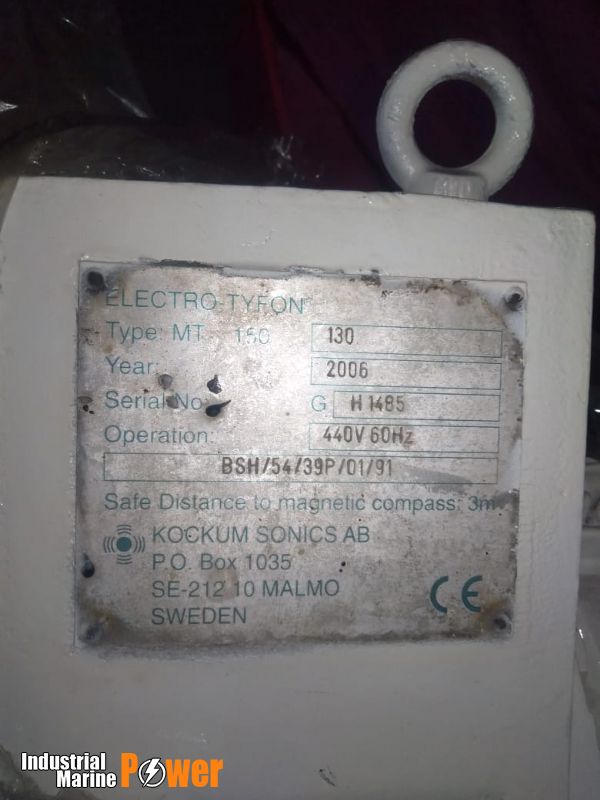 ELECTRO-TYFON
Type: MT 150 130
Year: 2006
Serial No: G H 1485
Operation: 440V 60Hz
BSH/54/39P/01/91
Safe Distance to magnetic compass: 3m
KOCKUM SONICS AB
P.O. Box 1035
SE-212 10 MALMO
SWEDEN
CE
Industrial
Marine POWER